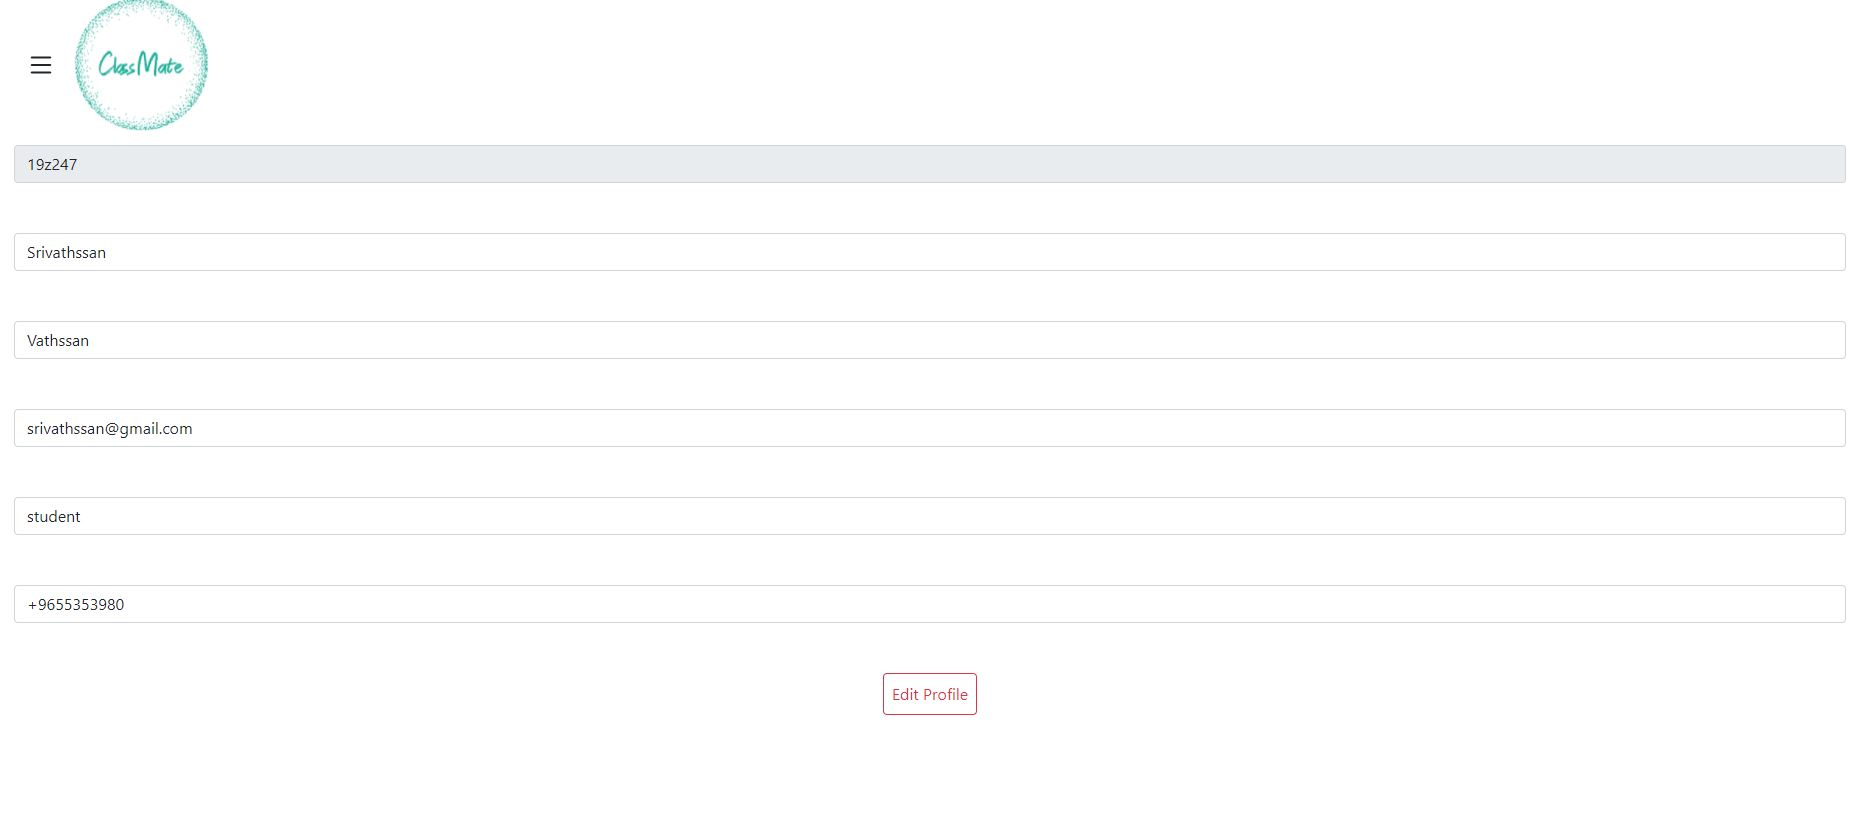 ClassMate
19z247
Srivathssan
Vathssan
srivathssan@gmail.com
student
+9655353980
Edit Profile